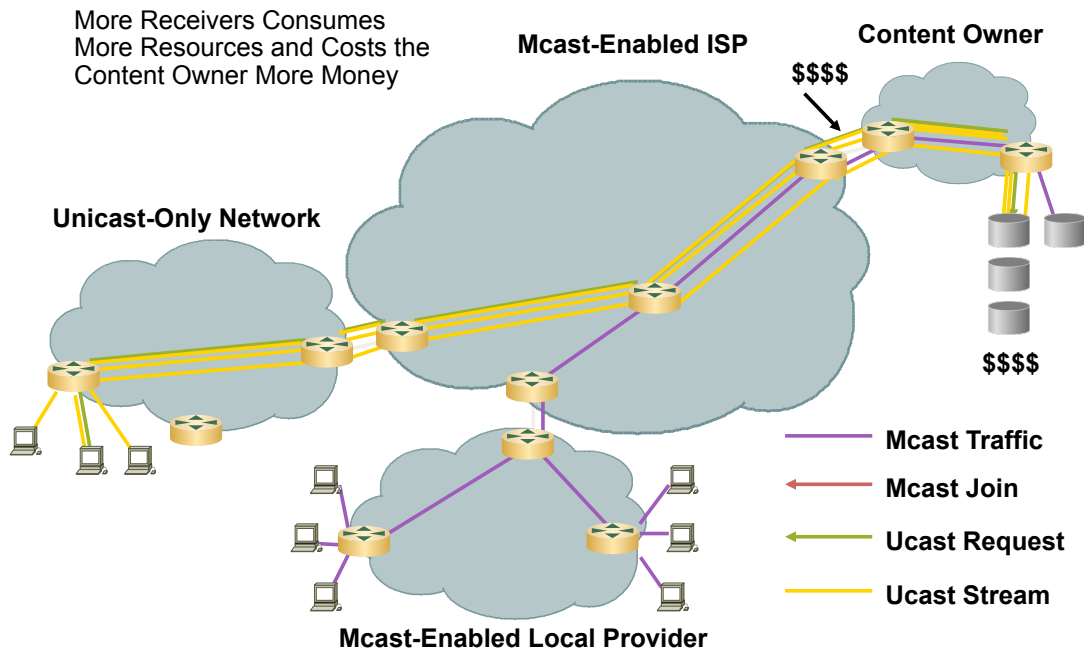 More Receivers Consumes
More Resources and Costs the
Content Owner More Money
Mcast-Enabled ISP
Content Owner
$$$$
Unicast-Only Network
$$$$
Mcast Traffic
Mcast Join
Ucast Request
Ucast Stream
Mcast-Enabled Local Provider